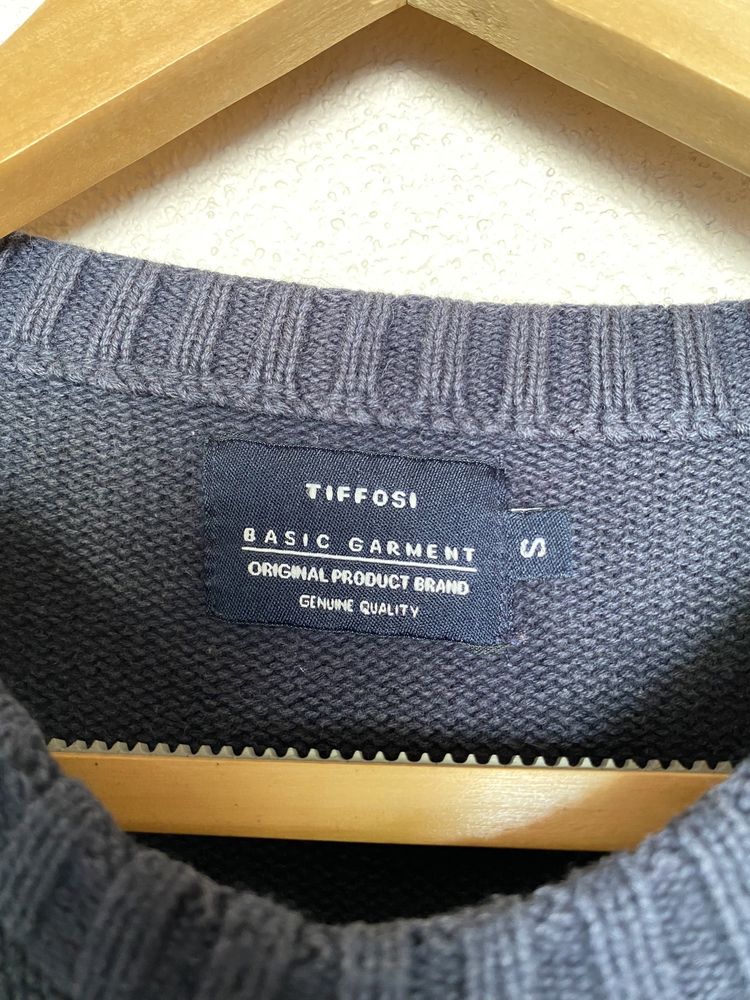 TIFFOSI
BASIC GARMENT
ORIGINAL PRODUCT BRAND
GENUINE QUALITY
S